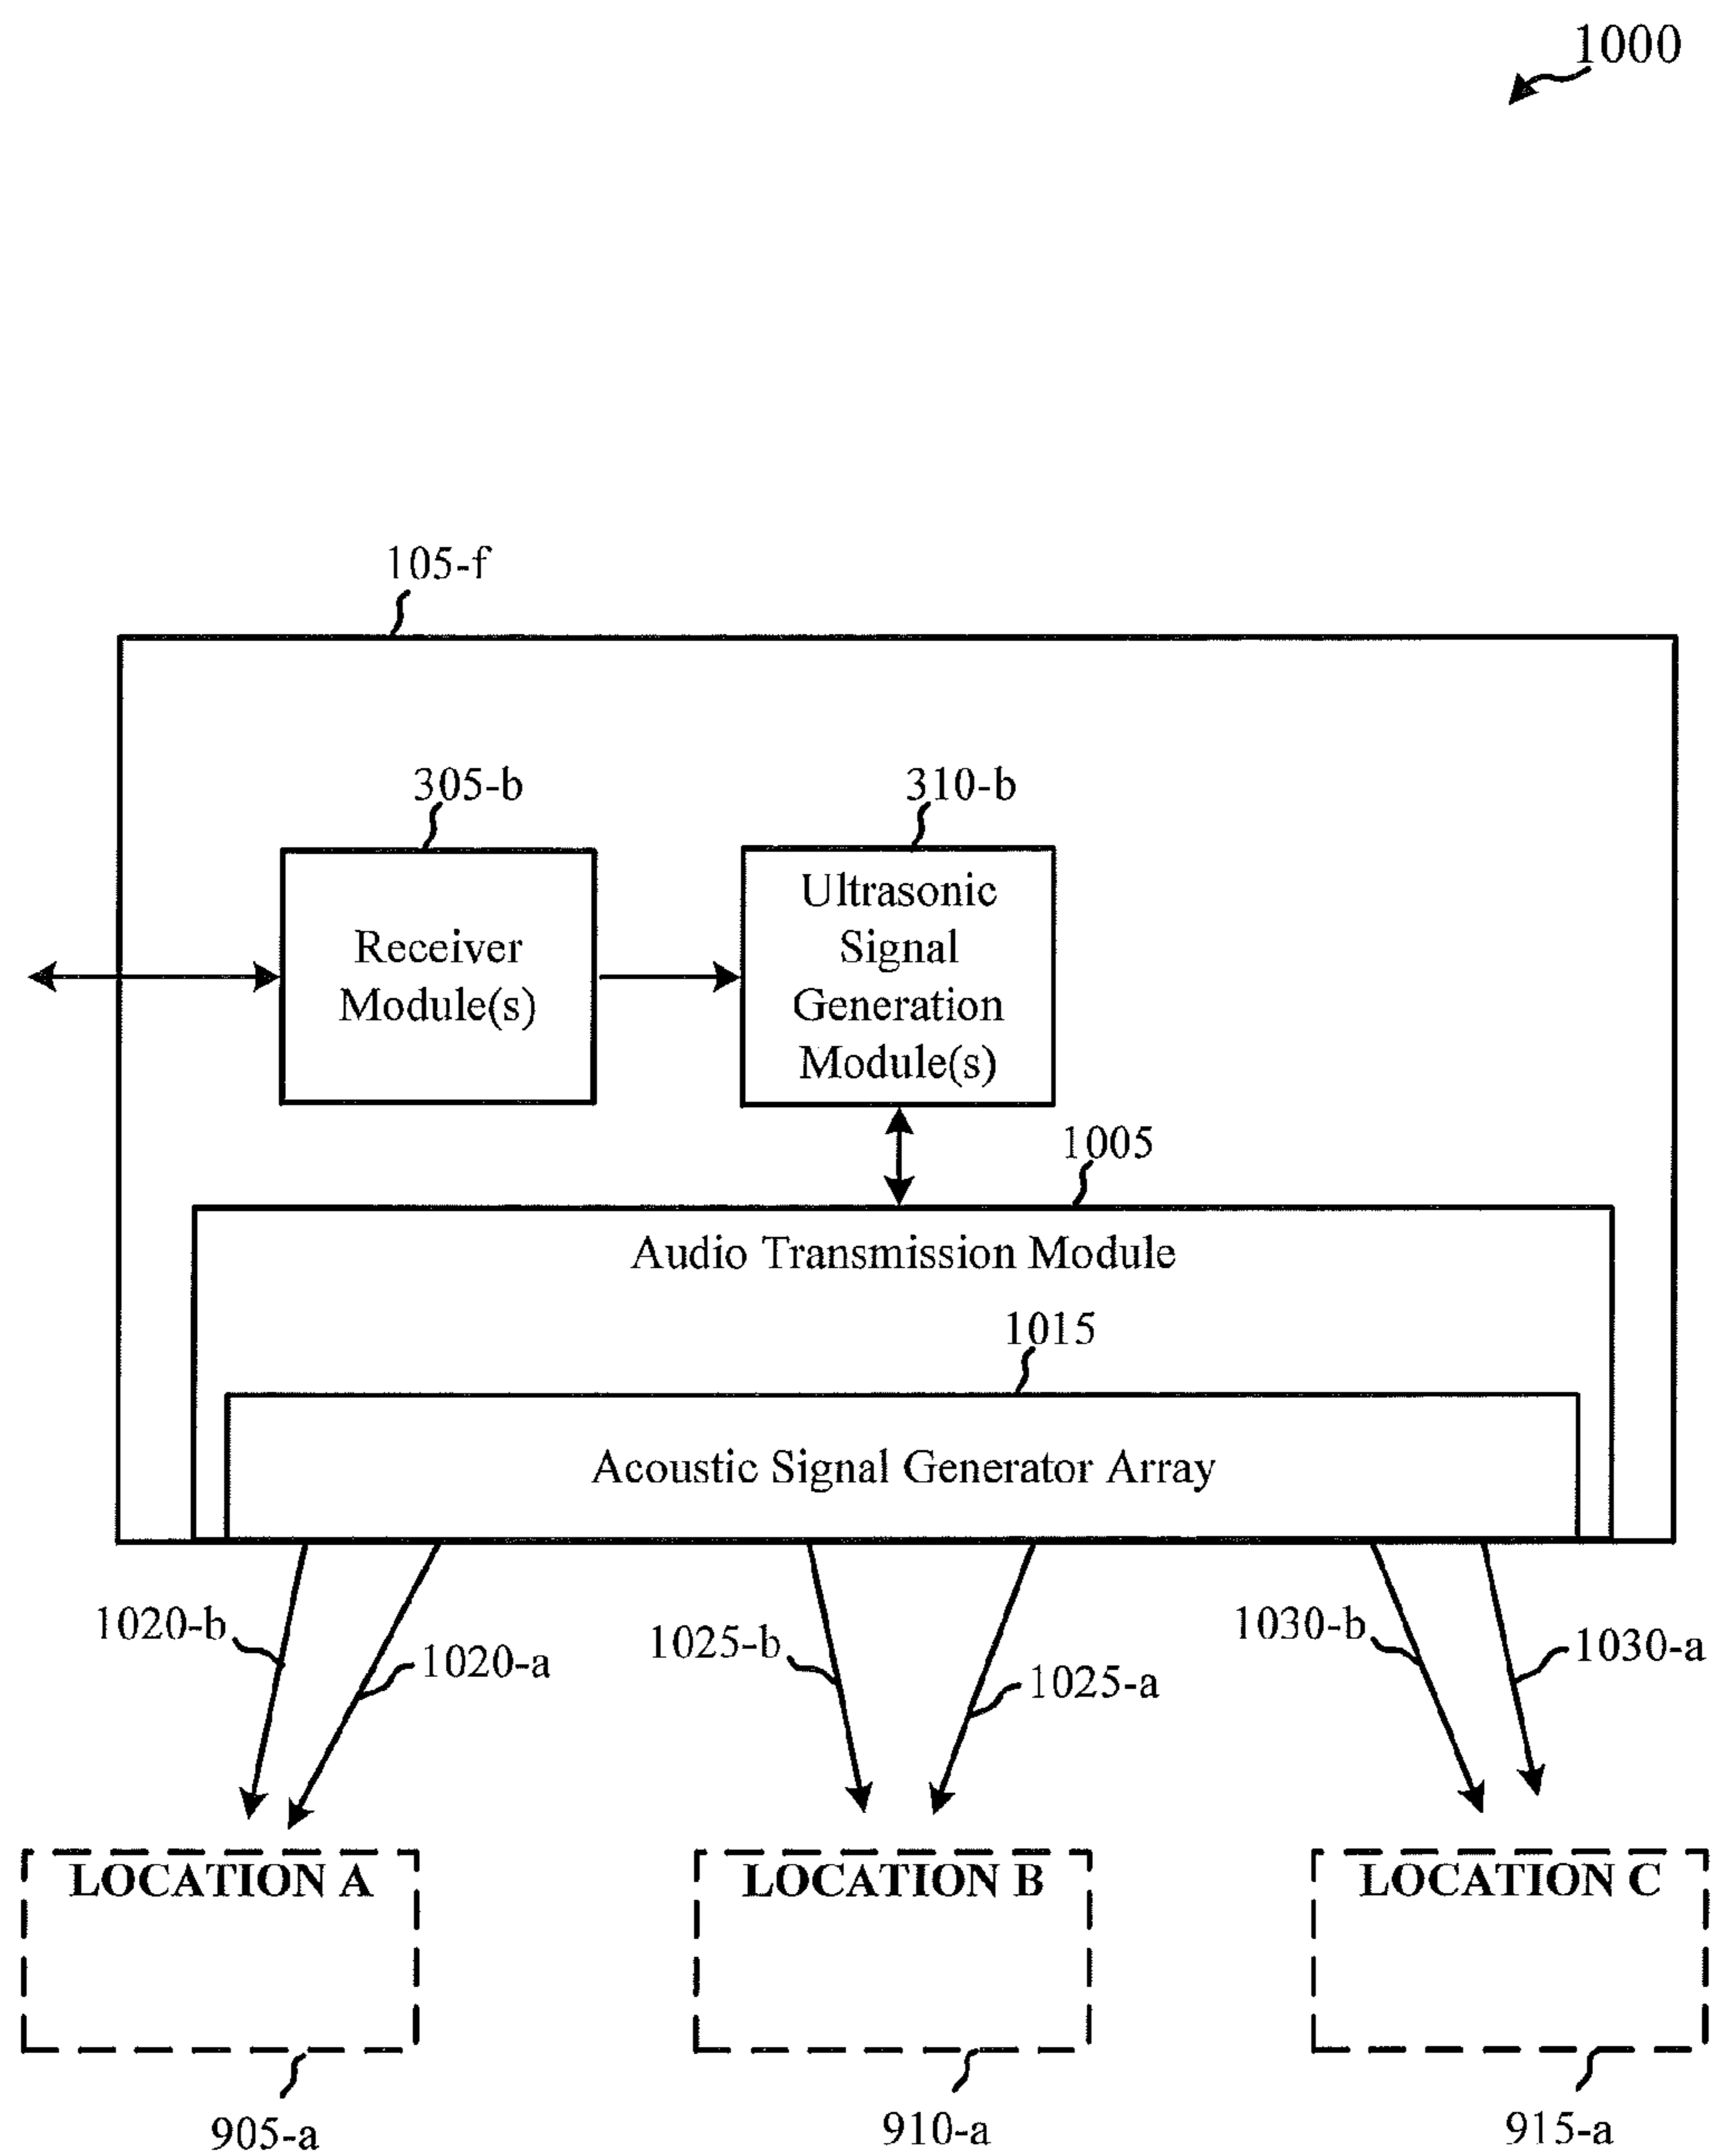 1000
105-f
305-b
310-b
Receiver
Module(s)
Ultrasonic
Signal
Generation
Module(s)
1005
Audio Transmission Module
1015
Acoustic Signal Generator Array
1020-b
1020-a
1025-b
1025-a
1030-b
1030-a
LOCATION A
LOCATION B
LOCATION C
905-a
910-a
915-a